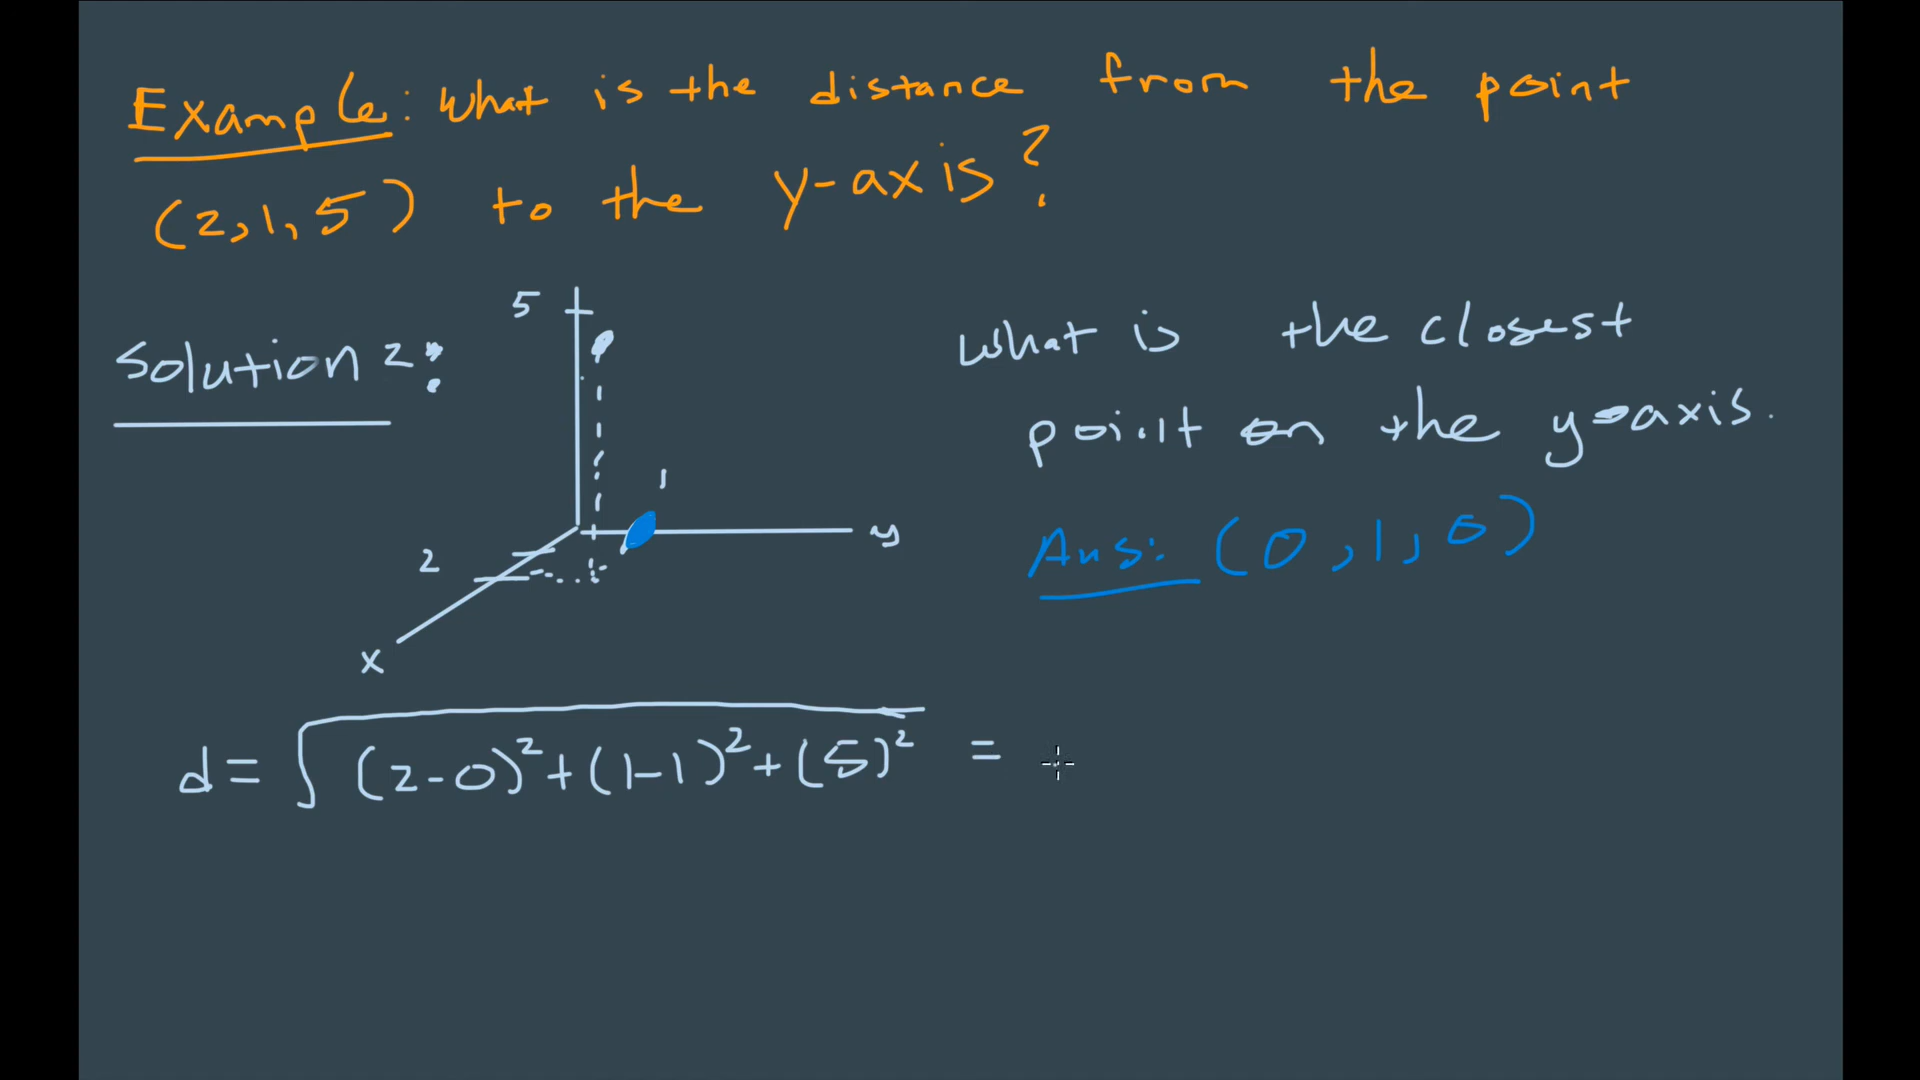 Example: What is the distance from the point
(2,1,5) to the y-axis?
Solution 2:
5
1
y
2
x
What is the closest
point on the y-axis.
Ans: (0,1,0)
d = √(2-0)²+(1-1)²+(5)² =